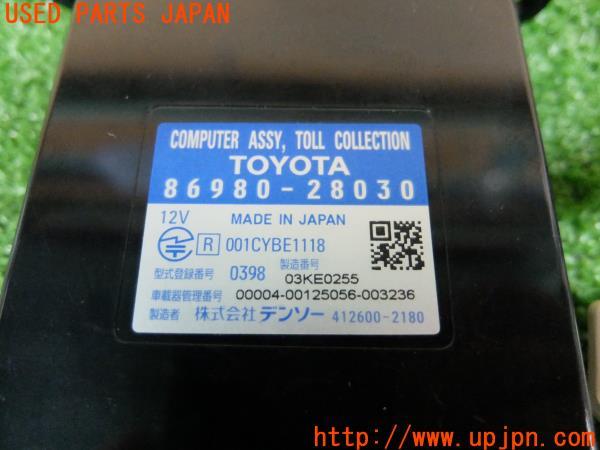 USED PARTS JAPAN
COMPUTER ASSY, TOLL COLLECTION
TOYOTA
86980-28030
12V MADE IN JAPAN
R 001CYBE1118
型式登録番号 0398 製造番号 03KE0255
車載器管理番号 00004-00125056-003236
製造者 株式会社デンソー 412600-2180
UPJ
http://www.upjpn.com